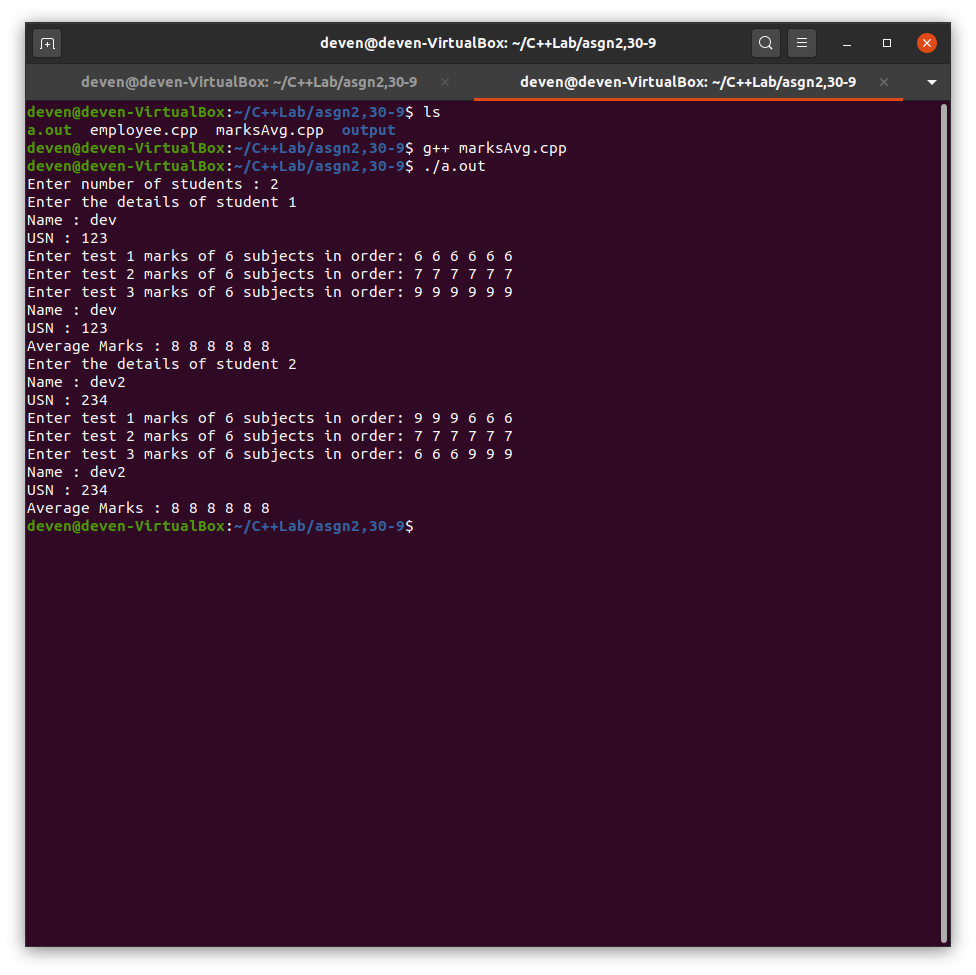 deven@deven-VirtualBox: ~/C++Lab/asgn2,30-9
deven@deven-VirtualBox: ~/C++Lab/asgn2,30-9 deven@deven-VirtualBox: ~/C++Lab/asgn2,30-9
deven@deven-VirtualBox:~/C++Lab/asgn2,30-9$ ls
a.out  employee.cpp  marksAvg.cpp  output
deven@deven-VirtualBox:~/C++Lab/asgn2,30-9$ g++ marksAvg.cpp
deven@deven-VirtualBox:~/C++Lab/asgn2,30-9$ ./a.out
Enter number of students : 2
Enter the details of student 1
Name : dev
USN : 123
Enter test 1 marks of 6 subjects in order: 6 6 6 6 6 6
Enter test 2 marks of 6 subjects in order: 7 7 7 7 7 7
Enter test 3 marks of 6 subjects in order: 9 9 9 9 9 9
Name : dev
USN : 123
Average Marks : 8 8 8 8 8 8
Enter the details of student 2
Name : dev2
USN : 234
Enter test 1 marks of 6 subjects in order: 9 9 9 6 6 6
Enter test 2 marks of 6 subjects in order: 7 7 7 7 7 7
Enter test 3 marks of 6 subjects in order: 6 6 6 9 9 9
Name : dev2
USN : 234
Average Marks : 8 8 8 8 8 8
deven@deven-VirtualBox:~/C++Lab/asgn2,30-9$